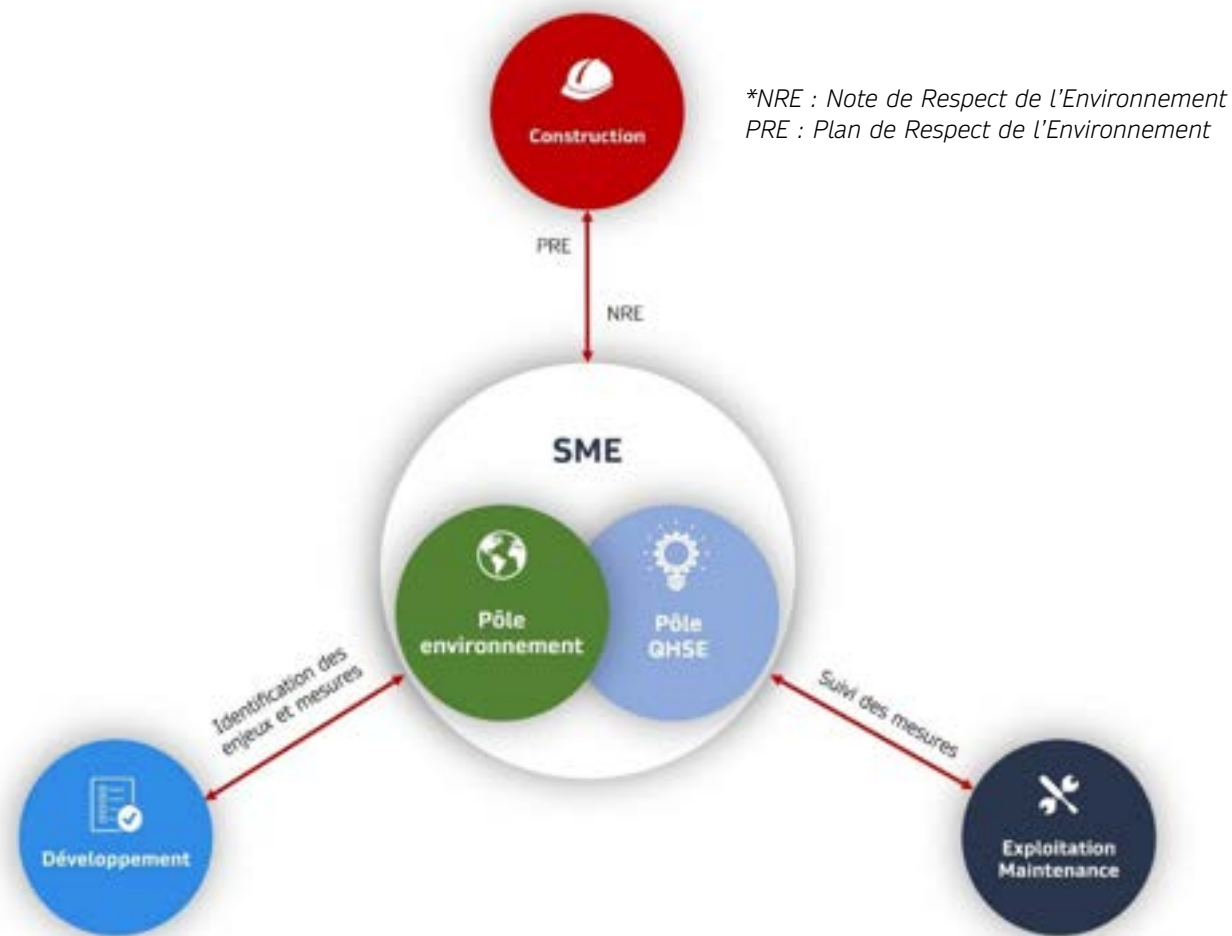 Construction
*NRE : Note de Respect de l'Environnement
PRE : Plan de Respect de l'Environnement
PRE
NRE
SME
Pôle
environnement
Pôle
QHSE
Identification des
enjeux et mesures
Suivi des mesures
Développement
Exploitation
Maintenance